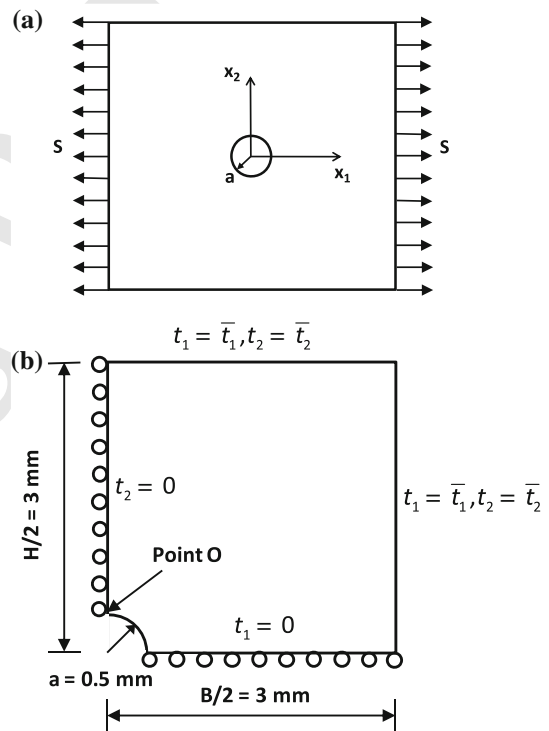 (a)
x₂
S
S
a
x₁
t₁ = t̅₁, t₂ = t̅₂
(b)
H/2 = 3 mm
t₂ = 0
t₁ = t̅₁, t₂ = t̅₂
Point O
t₁ = 0
a = 0.5 mm
B/2 = 3 mm